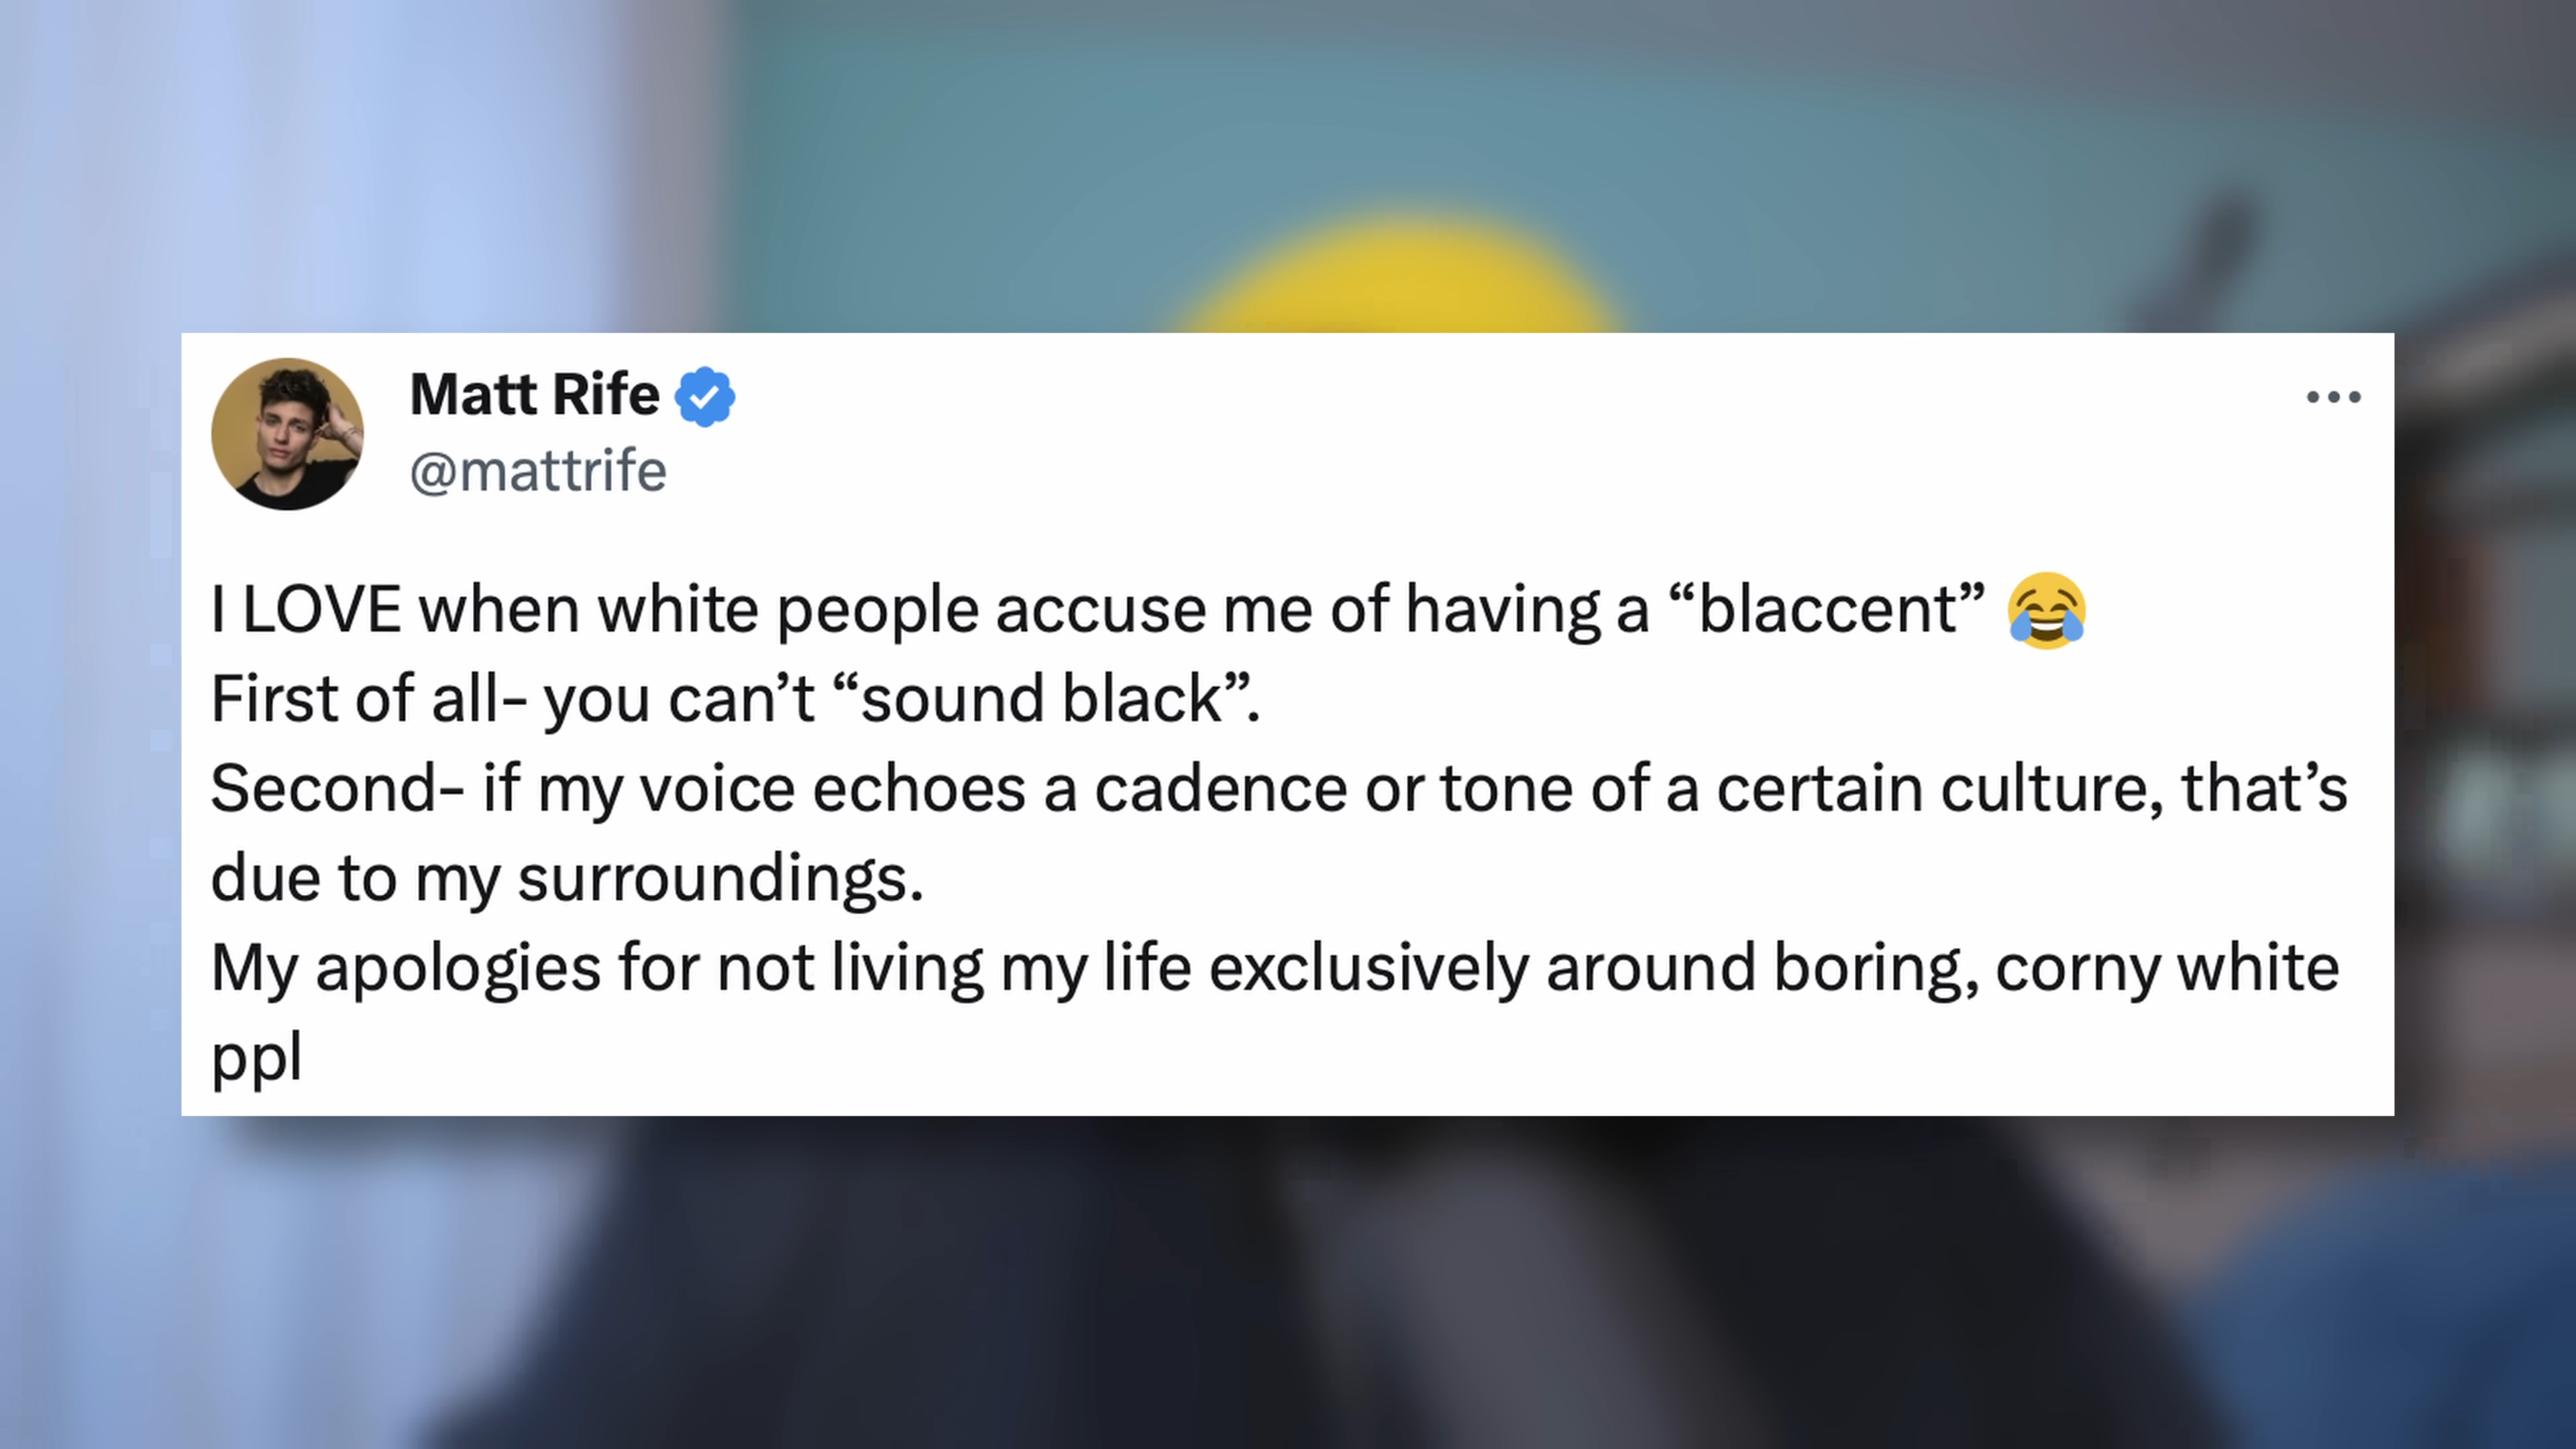 Matt Rife
@mattrife
I LOVE when white people accuse me of having a “blaccent” 😂
First of all- you can’t “sound black”.
Second- if my voice echoes a cadence or tone of a certain culture, that’s
due to my surroundings.
My apologies for not living my life exclusively around boring, corny white
ppl